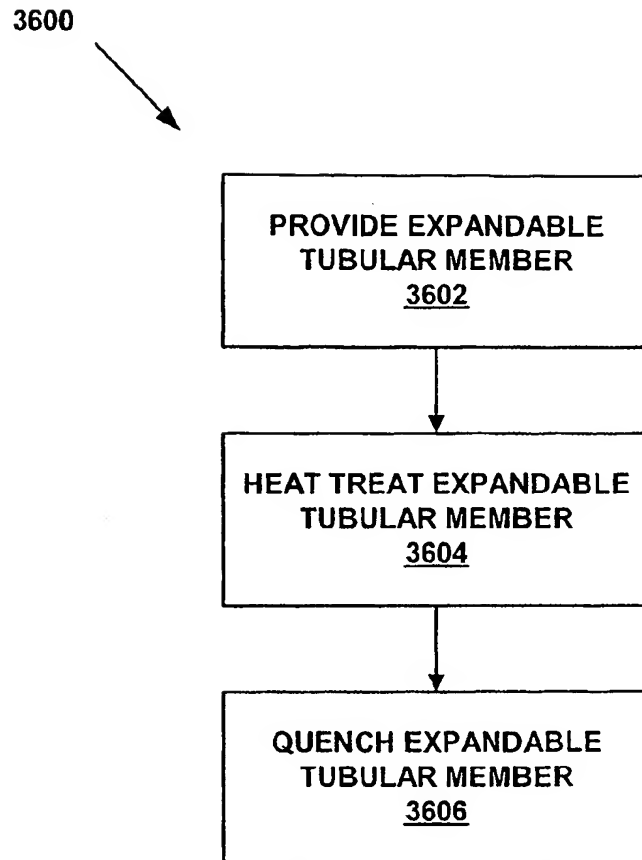 3600
PROVIDE EXPANDABLE
TUBULAR MEMBER
3602
HEAT TREAT EXPANDABLE
TUBULAR MEMBER
3604
QUENCH EXPANDABLE
TUBULAR MEMBER
3606